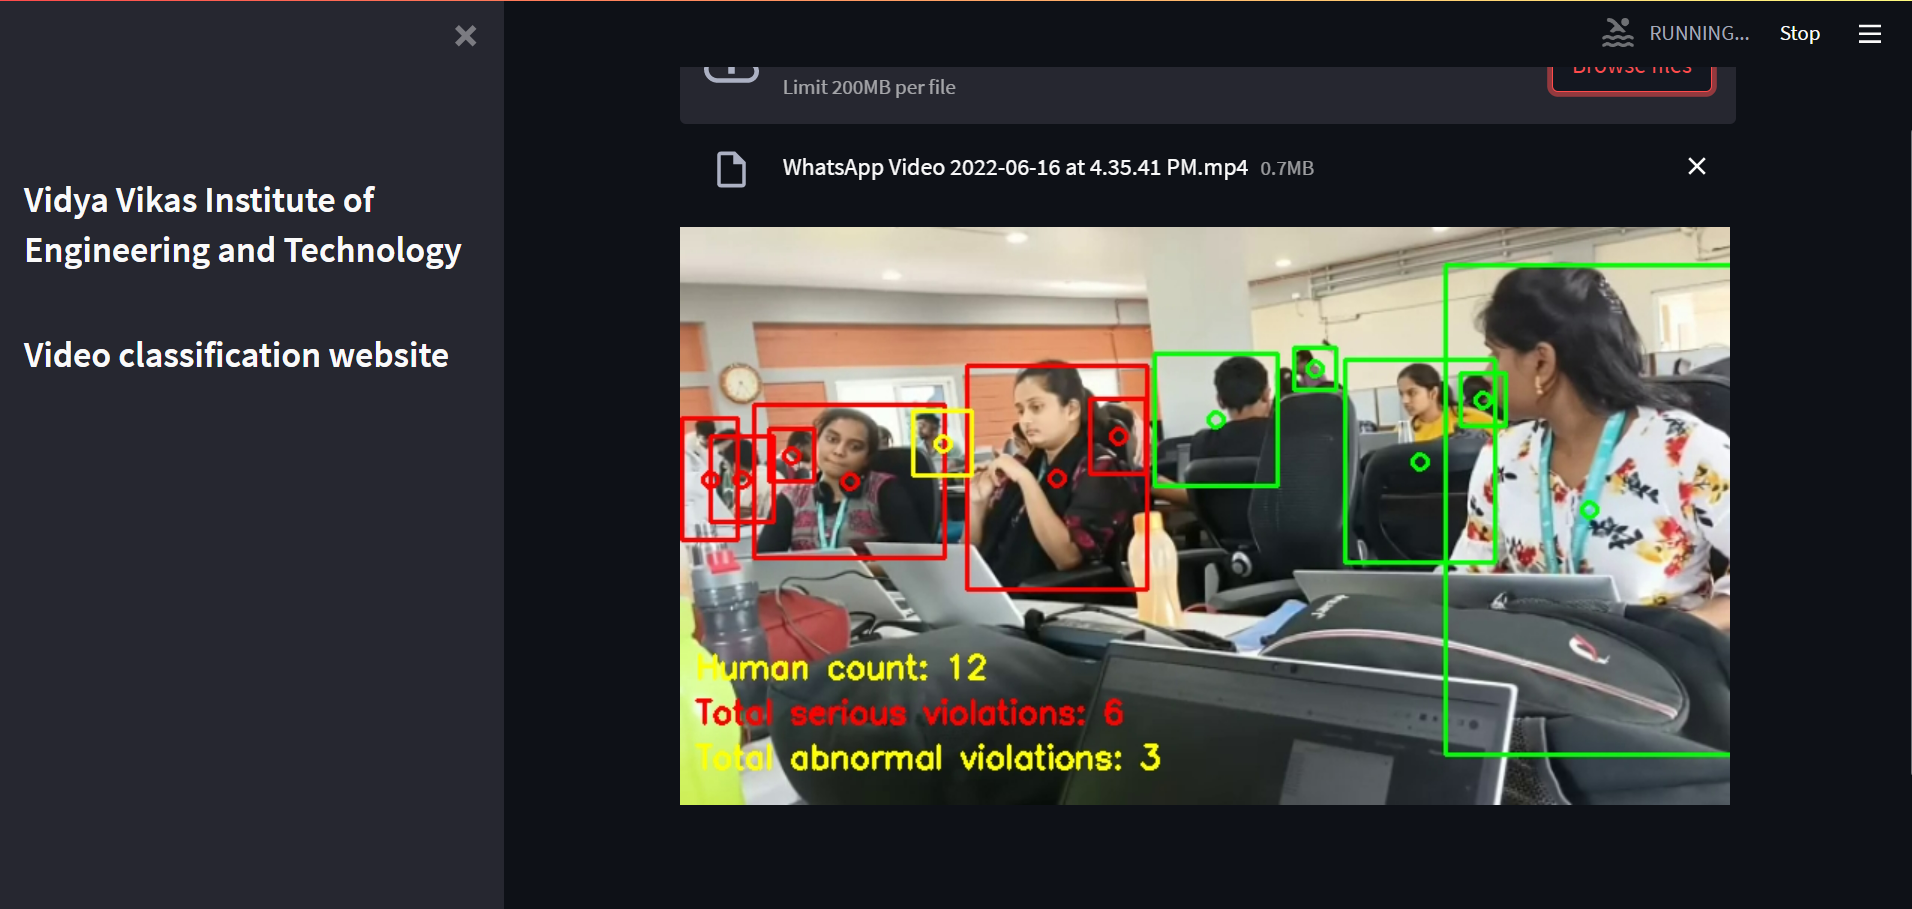 RUNNING...
Stop
Browse files
Limit 200MB per file
WhatsApp Video 2022-06-16 at 4.35.41 PM.mp4 0.7MB
Vidya Vikas Institute of
Engineering and Technology
Video classification website
Human count: 12
Total serious violations: 6
Total abnormal violations: 3